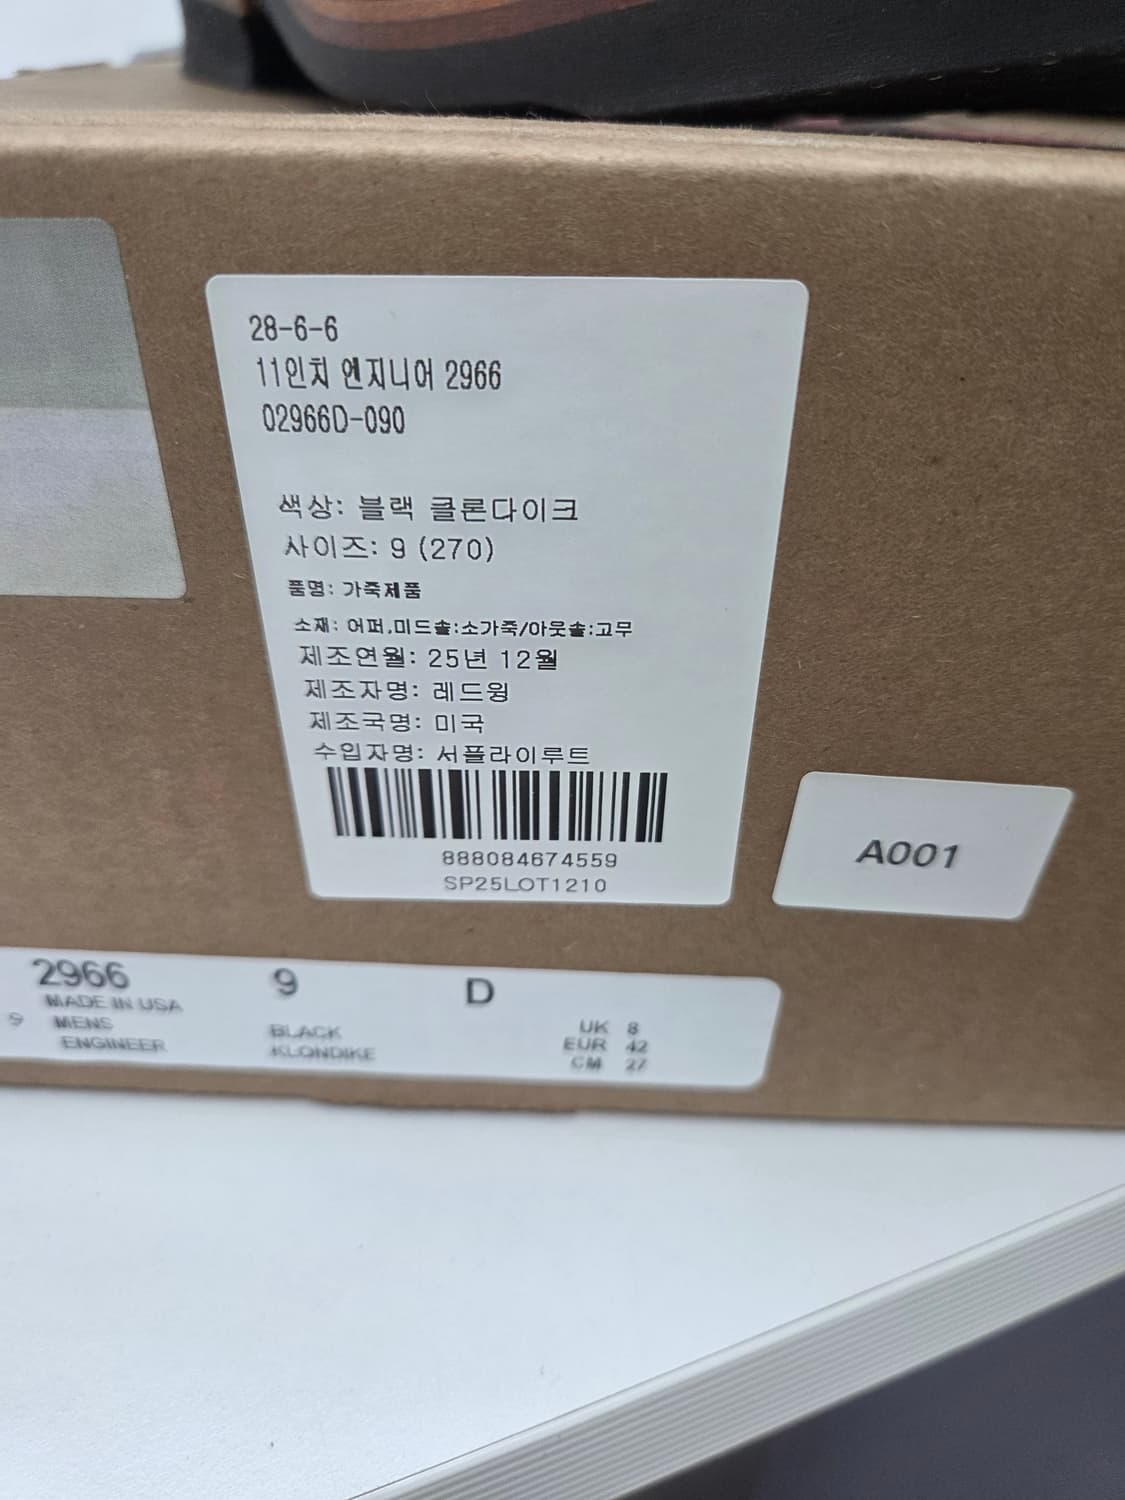 28-6-6
11인치 엔지니어 2966
02966D-090
색상: 블랙 클론다이크
사이즈: 9 (270)
품명: 가죽제품
소재: 어퍼,미드솔:소가죽/아웃솔:고무
제조연월: 25년 12월
제조자명: 레드윙
제조국명: 미국
수입자명: 서플라이루트
888084674559
SP25LOT1210
A001
2966 9 D
MADE IN USA
9 MENS BLACK UK 8
ENGINEER KLONDIKE EUR 42
CM 27